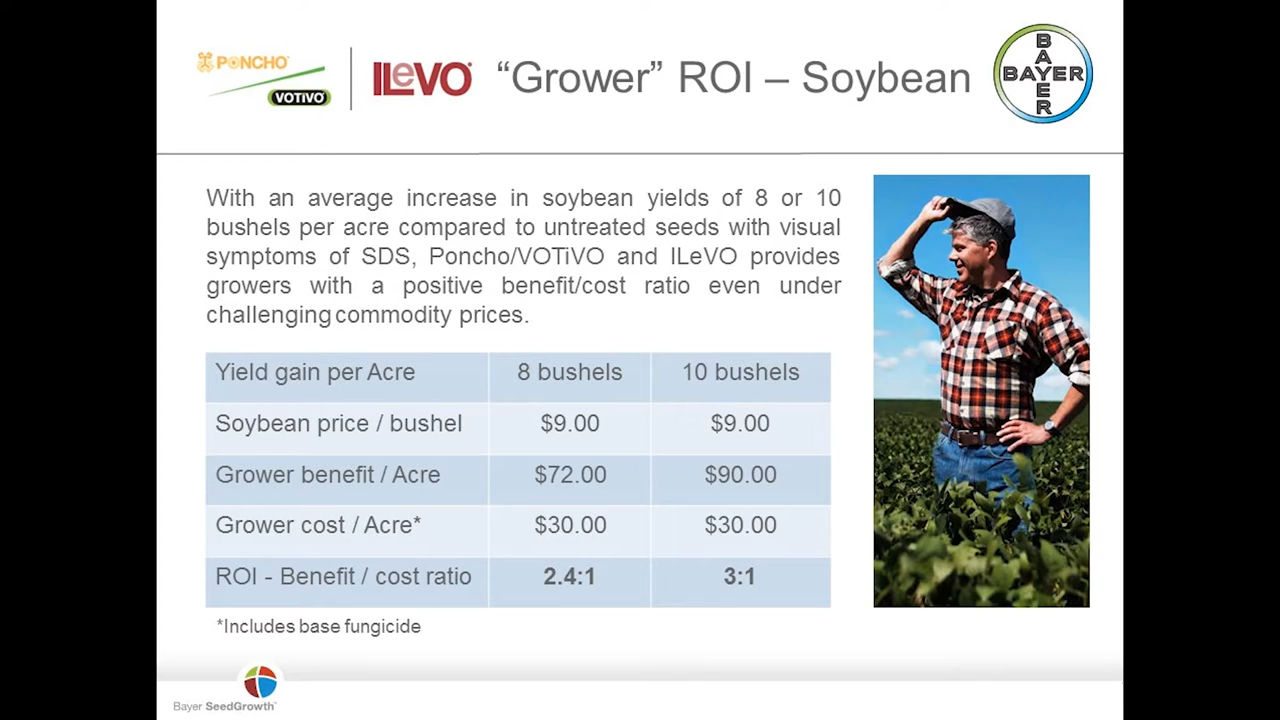 PONCHO®
VOTiVO®
ILeVO®
“Grower” ROI – Soybean
BAYER
BAYER
With an average increase in soybean yields of 8 or 10
bushels per acre compared to untreated seeds with visual
symptoms of SDS, Poncho/VOTiVO and ILeVO provides
growers with a positive benefit/cost ratio even under
challenging commodity prices.
Yield gain per Acre 8 bushels 10 bushels
Soybean price / bushel $9.00 $9.00
Grower benefit / Acre $72.00 $90.00
Grower cost / Acre* $30.00 $30.00
ROI - Benefit / cost ratio 2.4:1 3:1
*Includes base fungicide
Bayer SeedGrowth™